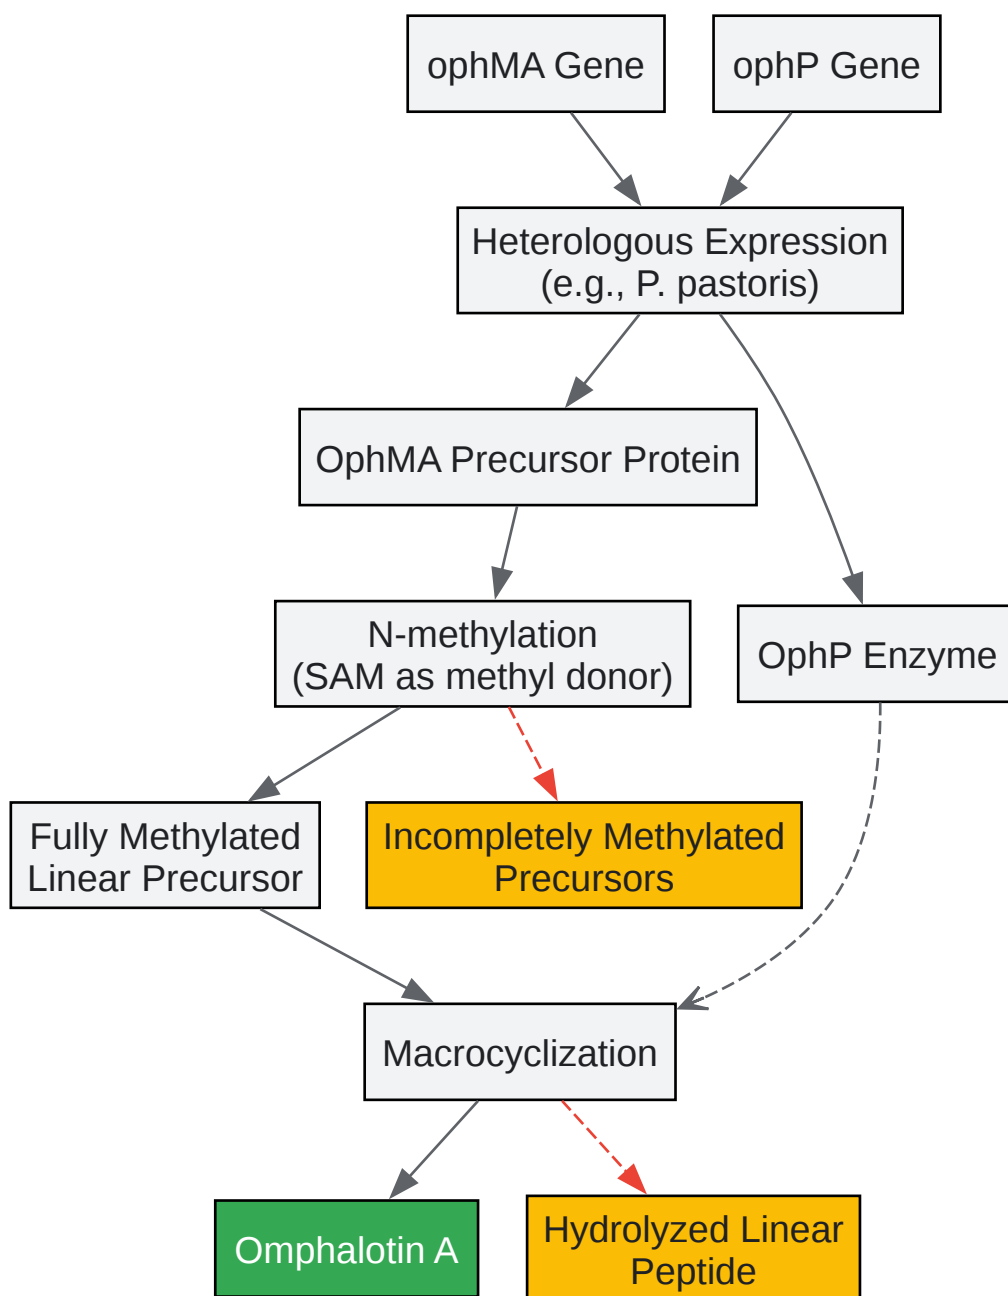 ophMA Gene
ophP Gene
Heterologous Expression
(e.g., P. pastoris)
OphMA Precursor Protein
N-methylation
(SAM as methyl donor)
OphP Enzyme
Fully Methylated
Linear Precursor
Incompletely Methylated
Precursors
Macrocyclization
Omphalotin A
Hydrolyzed Linear
Peptide